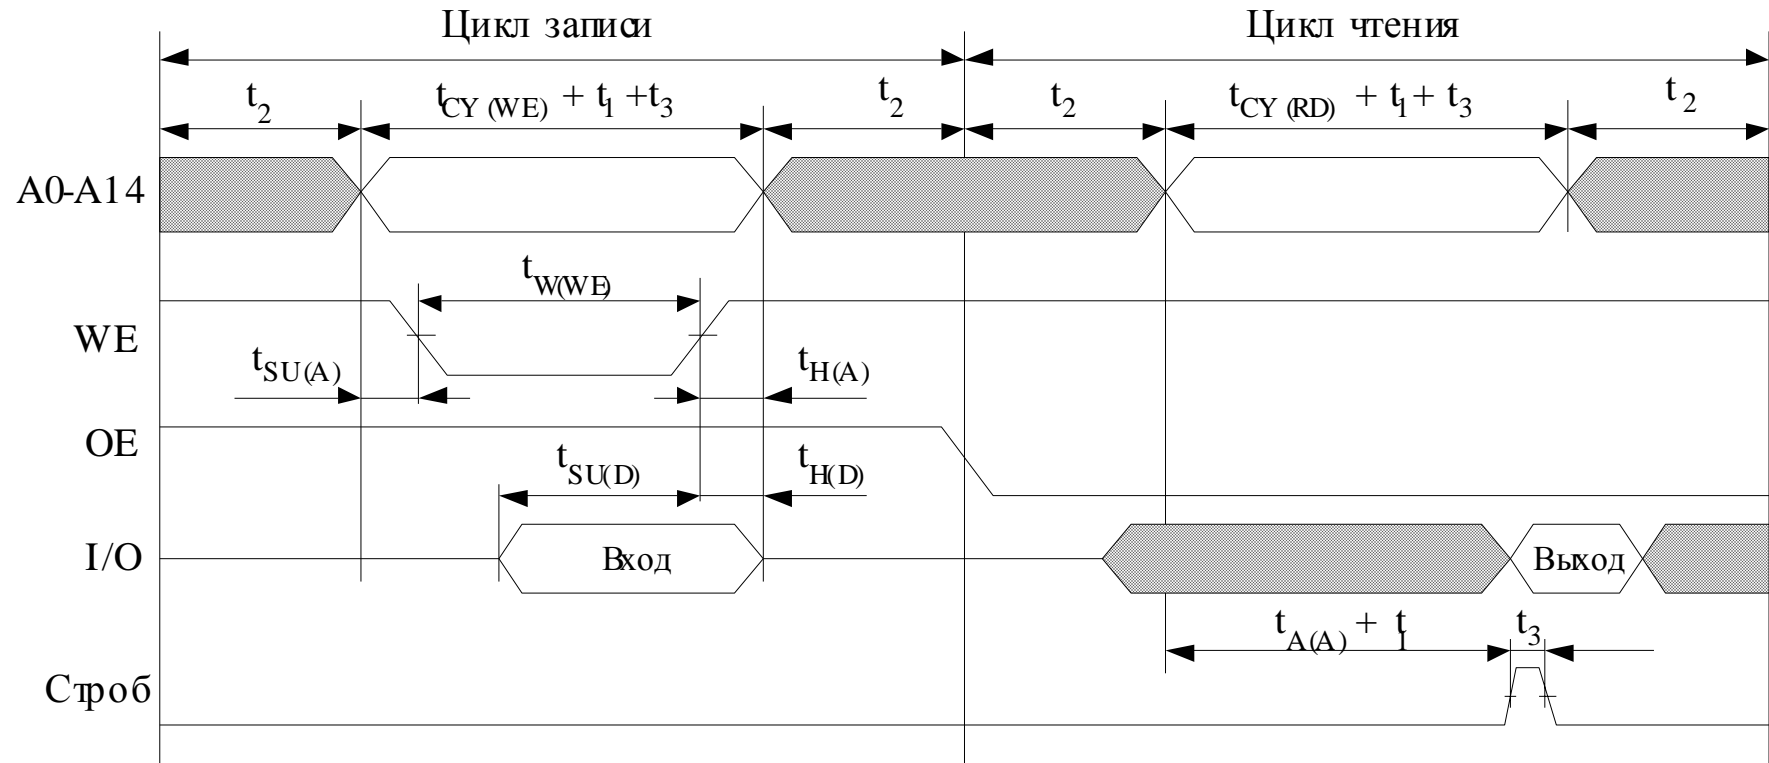 Цикл записи
Цикл чтения
t2
tCY (WE) + t1 +t3
t2
t2
tCY (RD) + t1 + t3
t2
A0-A14
tW(WE)
WE
tSU(A)
tH(A)
OE
tSU(D)
tH(D)
I/O
Вход
Выход
tA(A) + t1
t3
Строб